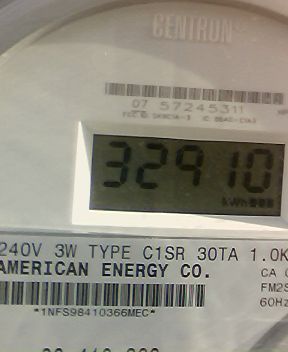 CENTRON
07 57245311
32910
kWh
240V 3W TYPE C1SR 30TA 1.0K
AMERICAN ENERGY CO.
CA
FM2S
60Hz
*1NFS98410366MEC*